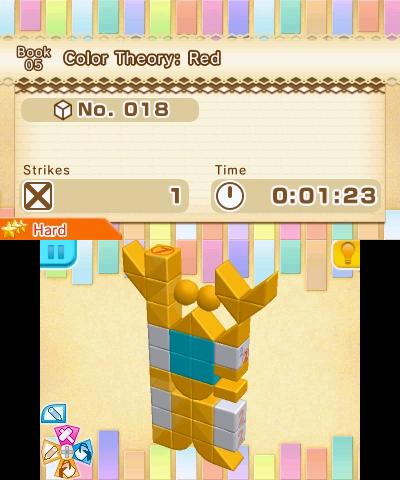 Book
05
Color Theory: Red
No. 018
Strikes
Time
1
0:01:23
Hard